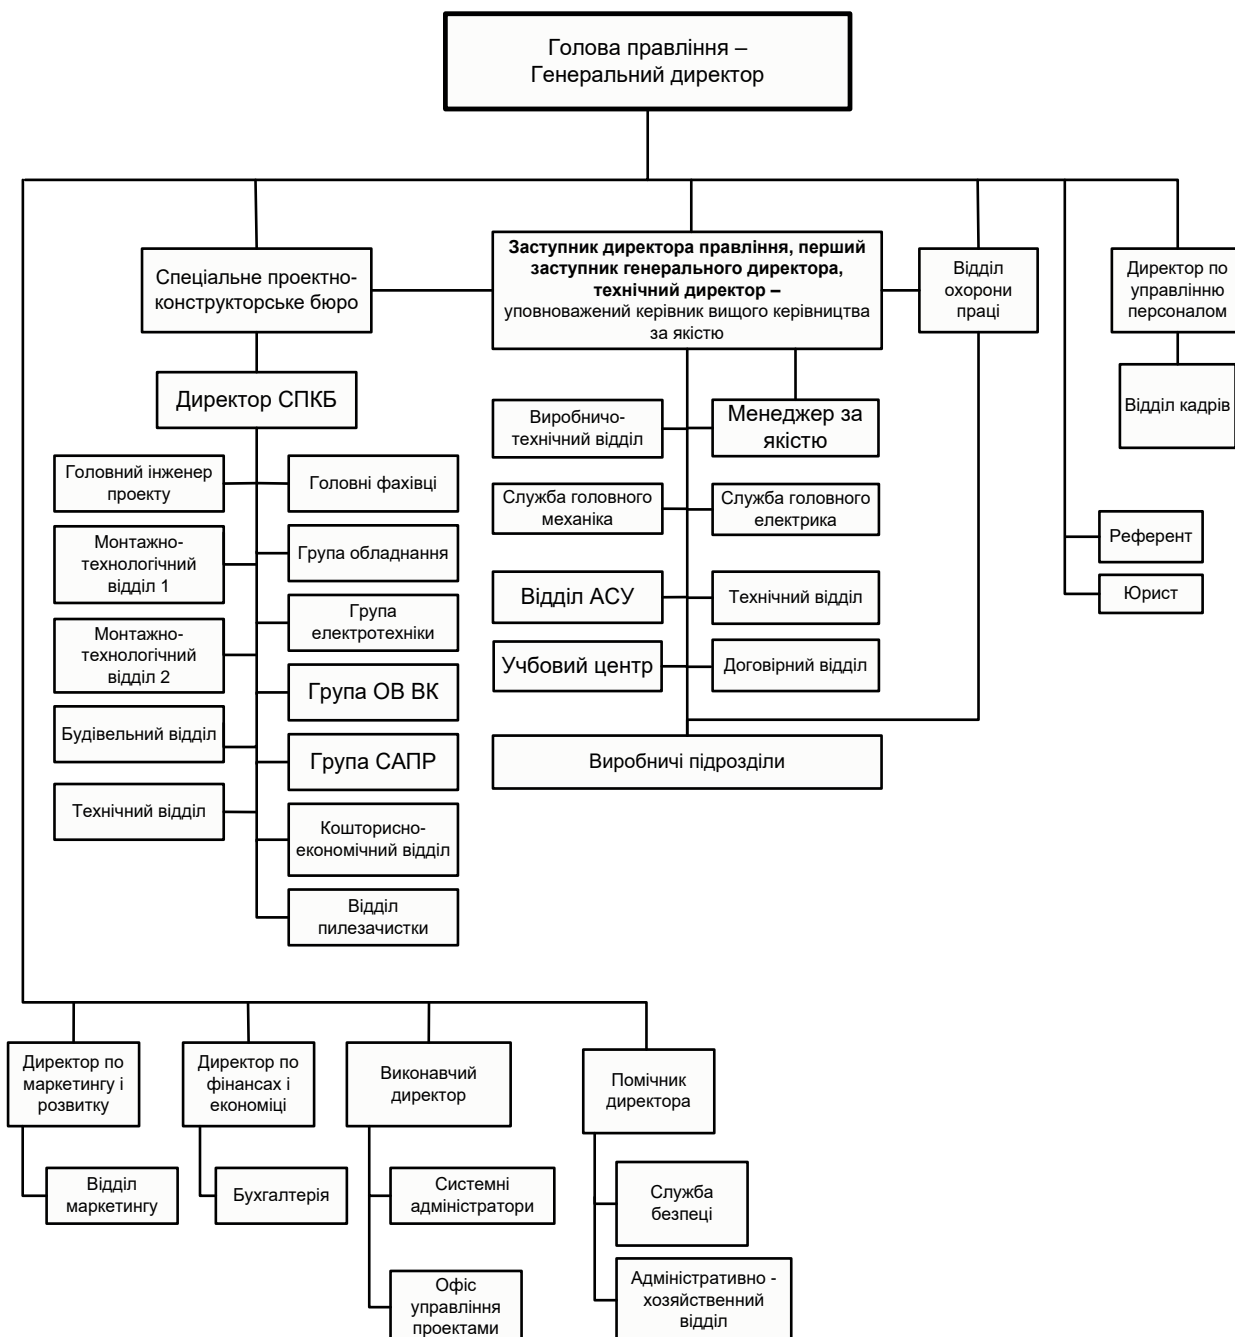 Голова правління –
Генеральний директор
Спеціальне проектно-
конструкторське бюро
Заступник директора правління, перший
заступник генерального директора,
технічний директор –
уповноважений керівник вищого керівництва
за якістю
Відділ
охорони
праці
Директор по
управлінню
персоналом
Директор СПКБ
Виробничо-
технічний відділ
Менеджер за
якістю
Відділ кадрів
Головний інженер
проекту
Головні фахівці
Служба головного
механіка
Служба головного
електрика
Монтажно-
технологічний
відділ 1
Група обладнання
Референт
Відділ АСУ
Технічний відділ
Юрист
Монтажно-
технологічний
відділ 2
Група
електротехніки
Учбовий центр
Договірний відділ
Група ОВ ВК
Будівельний відділ
Група САПР
Виробничі підрозділи
Технічний відділ
Кошторисно-
економічний відділ
Відділ
пилезачистки
Директор по
маркетингу і
розвитку
Директор по
фінансах і
економіці
Виконавчий
директор
Помічник
директора
Відділ
маркетингу
Бухгалтерія
Системні
адміністратори
Служба
безпеці
Офіс
управління
проектами
Адміністративно -
хозяйственний
відділ